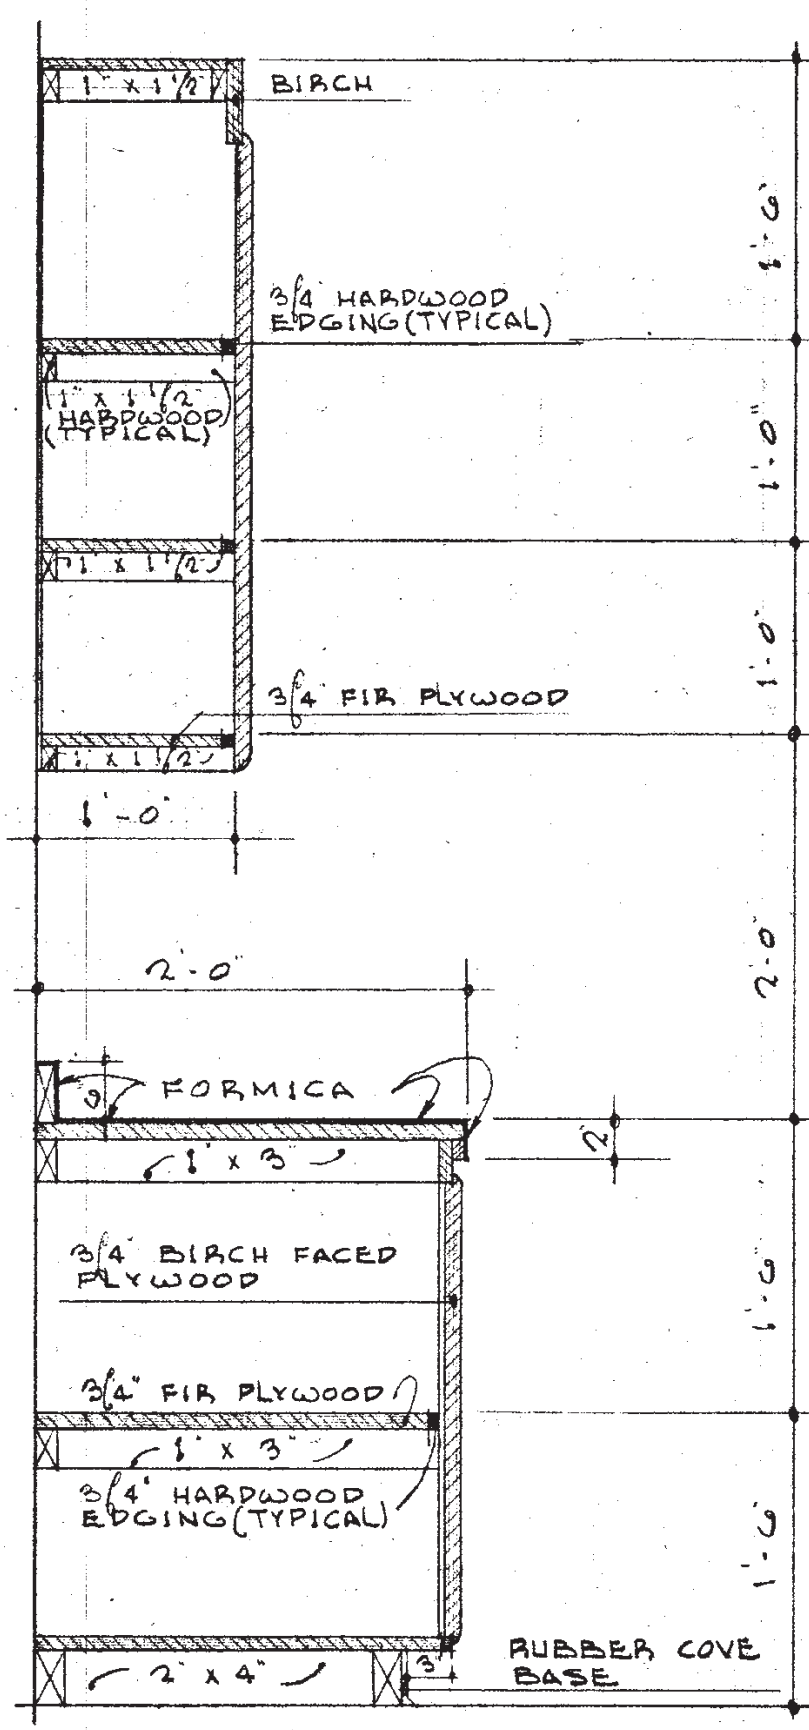 1" x 1 1/2"
BIRCH
1'-6"
3/4" HARDWOOD
EDGING (TYPICAL)
1" x 1 1/2"
HARDWOOD
(TYPICAL)
1'-0"
1" x 1 1/2"
1'-0"
3/4" FIR PLYWOOD
1" x 1 1/2"
1'-0"
2'-0"
2'-0"
6"
FORMICA
2"
1" x 3"
3/4" BIRCH FACED
PLYWOOD
1'-6"
3/4" FIR PLYWOOD
1" x 3"
3/4" HARDWOOD
EDGING (TYPICAL)
1'-6"
3"
RUBBER COVE
BASE
2" x 4"